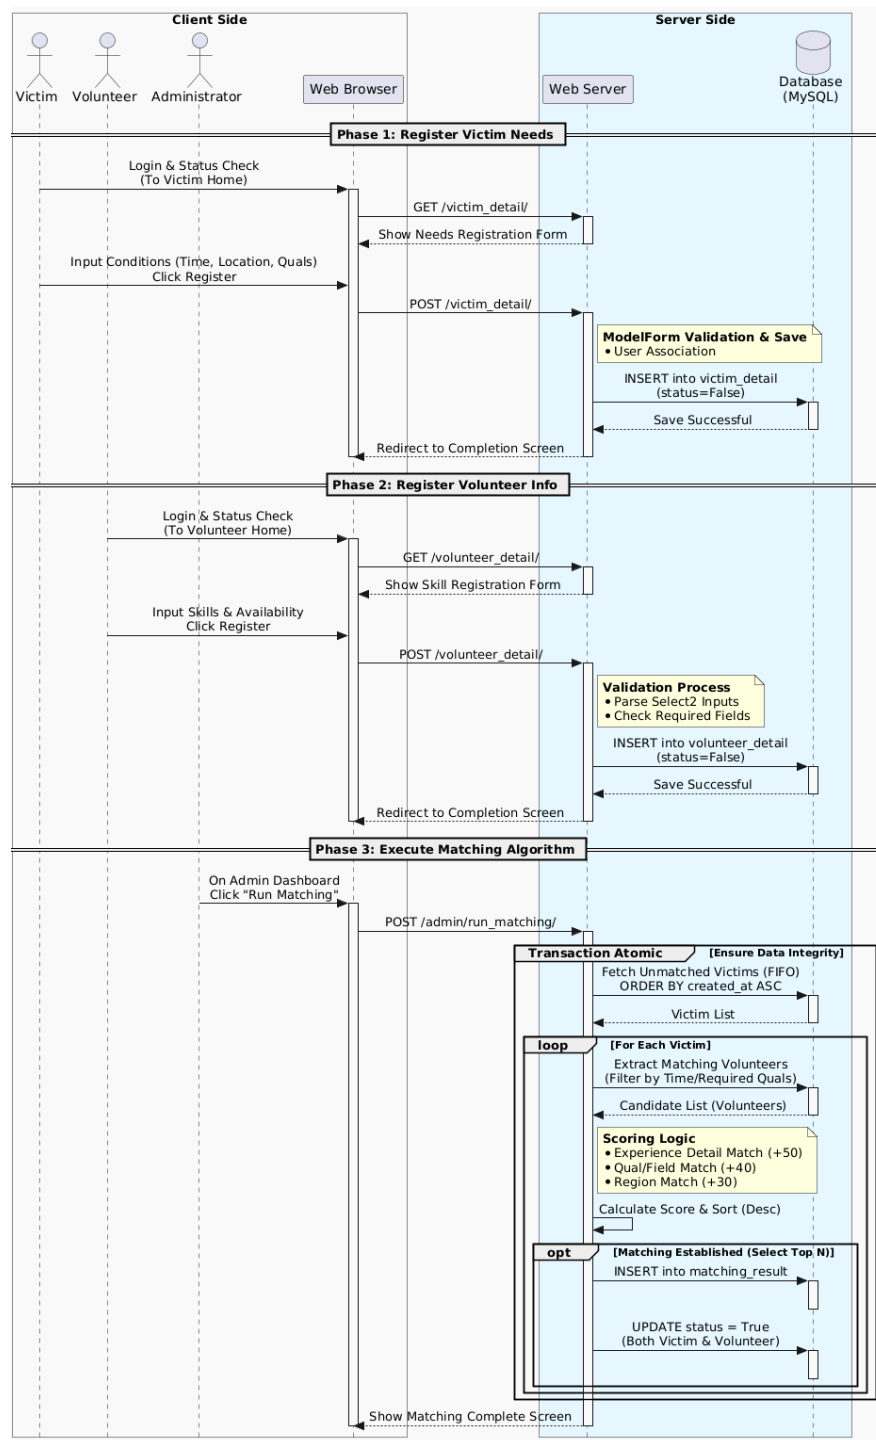 Client Side
Server Side
Victim
Volunteer
Administrator
Web Browser
Web Server
Database
(MySQL)
Phase 1: Register Victim Needs
Login & Status Check
(To Victim Home)
GET /victim_detail/
Show Needs Registration Form
Input Conditions (Time, Location, Quals)
Click Register
POST /victim_detail/
ModelForm Validation & Save
• User Association
INSERT into victim_detail
(status=False)
Save Successful
Redirect to Completion Screen
Phase 2: Register Volunteer Info
Login & Status Check
(To Volunteer Home)
GET /volunteer_detail/
Show Skill Registration Form
Input Skills & Availability
Click Register
POST /volunteer_detail/
Validation Process
• Parse Select2 Inputs
• Check Required Fields
INSERT into volunteer_detail
(status=False)
Save Successful
Redirect to Completion Screen
Phase 3: Execute Matching Algorithm
On Admin Dashboard
Click "Run Matching"
POST /admin/run_matching/
Transaction Atomic [Ensure Data Integrity]
Fetch Unmatched Victims (FIFO)
ORDER BY created_at ASC
Victim List
loop [For Each Victim]
Extract Matching Volunteers
(Filter by Time/Required Quals)
Candidate List (Volunteers)
Scoring Logic
• Experience Detail Match (+50)
• Qual/Field Match (+40)
• Region Match (+30)
Calculate Score & Sort (Desc)
opt [Matching Established (Select Top N)]
INSERT into matching_result
UPDATE status = True
(Both Victim & Volunteer)
Show Matching Complete Screen